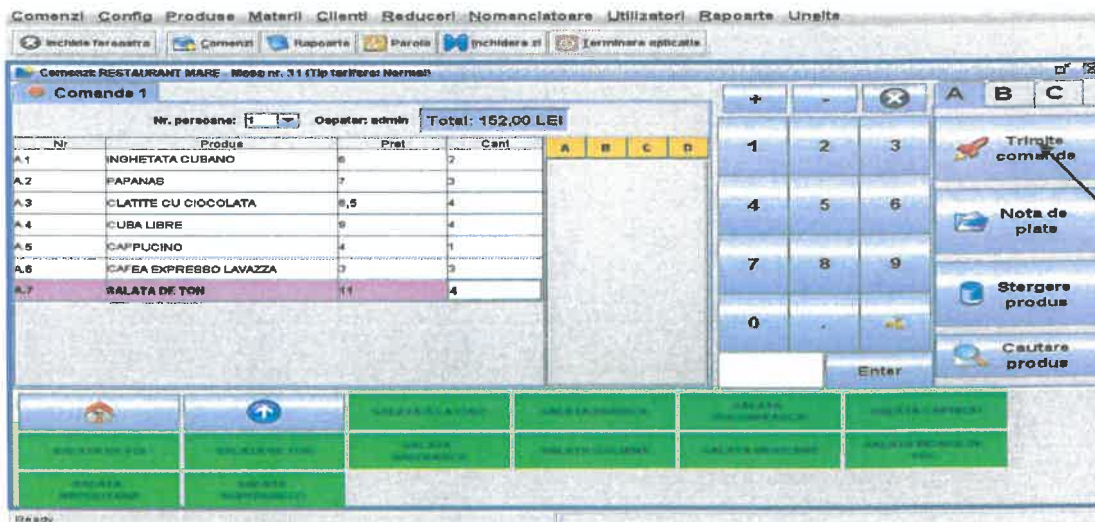 Comenzi Config Produse Materii Clienti Reduceri Nomenclatoare Utilizatori Rapoarte Unelte
Inchide fereastra Comenzi Rapoarte Parola Inchidere zi Terminare aplicatie
Comenzi: RESTAURANT MARE - Masa nr. 31 (Tip tarifare: Normal)
Comanda 1
Nr. persoane: 1 Ospatar: admin Total: 152,00 LEI
Nr Produs Pret Cant
A.1 INGHETATA CUBANO 6 2
A.2 PAPANAS 7 3
A.3 CLATITE CU CIOCOLATA 6,5 4
A.4 CUBA LIBRE 9 4
A.5 CAPPUCINO 4 1
A.6 CAFEA EXPRESSO LAVAZZA 3 3
A.7 SALATA DE TON 11 4
A B C D
+ -
1 2 3
4 5 6
7 8 9
0 .
Enter
A B C
Trimite comanda
Nota de plata
Stergere produs
Cautare produs
SALATA DE TON
Ready